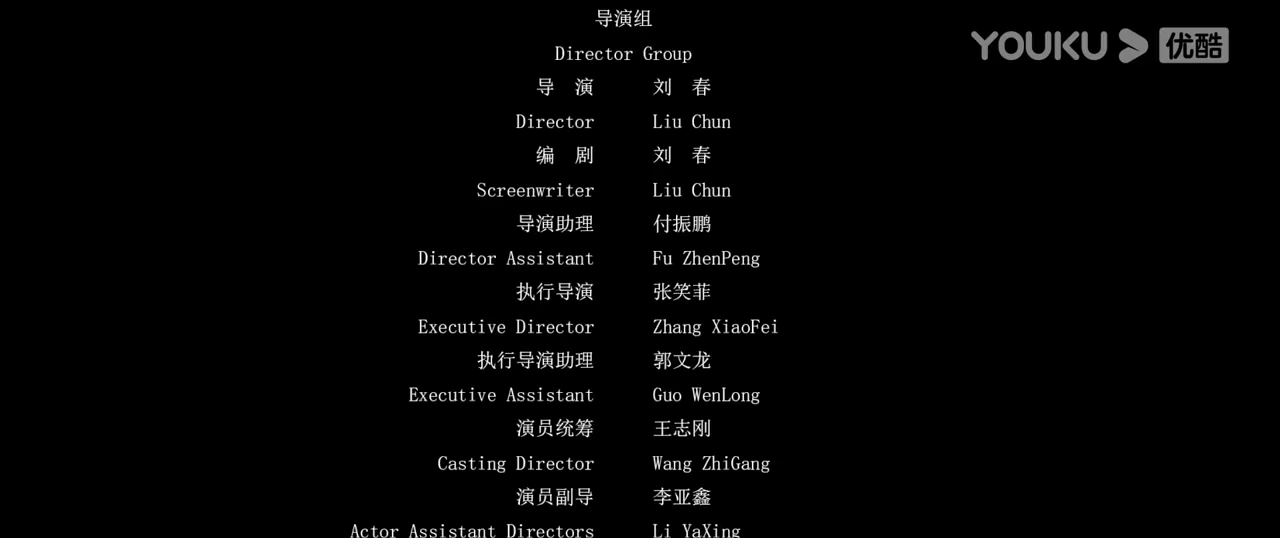 导演组
YOUKU 优酷
Director Group
导 演 刘 春
Director Liu Chun
编 剧 刘 春
Screenwriter Liu Chun
导演助理 付振鹏
Director Assistant Fu ZhenPeng
执行导演 张笑菲
Executive Director Zhang XiaoFei
执行导演助理 郭文龙
Executive Assistant Guo WenLong
演员统筹 王志刚
Casting Director Wang ZhiGang
演员副导 李亚鑫
Actor Assistant Directors Li YaXing